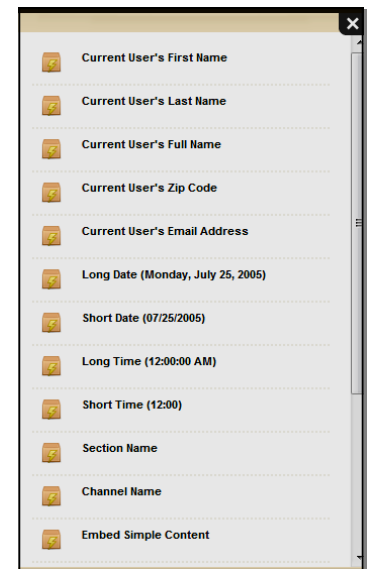 Current User's First Name
Current User's Last Name
Current User's Full Name
Current User's Zip Code
Current User's Email Address
Long Date (Monday, July 25, 2005)
Short Date (07/25/2005)
Long Time (12:00:00 AM)
Short Time (12:00)
Section Name
Channel Name
Embed Simple Content